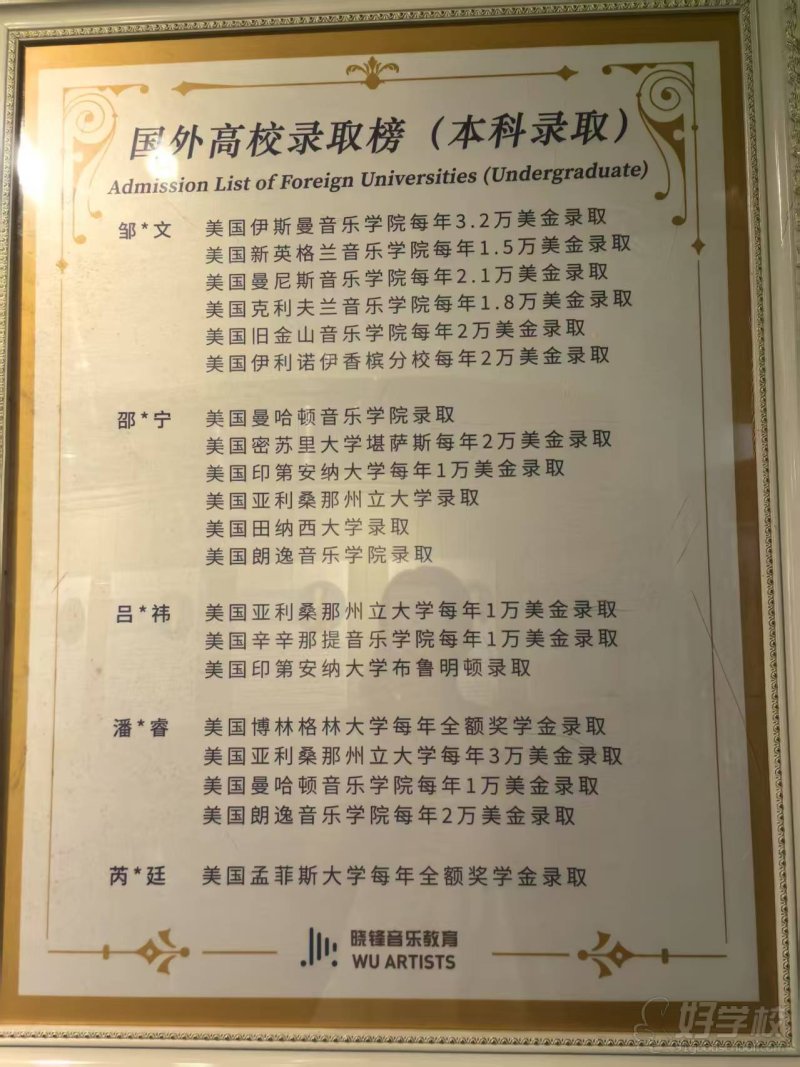 国外高校录取榜（本科录取）
Admission List of Foreign Universities (Undergraduate)
邹*文 美国伊斯曼音乐学院每年3.2万美金录取
美国新英格兰音乐学院每年1.5万美金录取
美国曼尼斯音乐学院每年2.1万美金录取
美国克利夫兰音乐学院每年1.8万美金录取
美国旧金山音乐学院每年2万美金录取
美国伊利诺伊香槟分校每年2万美金录取
邵*宁 美国曼哈顿音乐学院录取
美国密苏里大学堪萨斯每年2万美金录取
美国印第安纳大学每年1万美金录取
美国亚利桑那州立大学录取
美国田纳西大学录取
美国朗逸音乐学院录取
吕*祎 美国亚利桑那州立大学每年1万美金录取
美国辛辛那提音乐学院每年1万美金录取
美国印第安纳大学布鲁明顿录取
潘*睿 美国博林格林大学每年全额奖学金录取
美国亚利桑那州立大学每年3万美金录取
美国曼哈顿音乐学院每年1万美金录取
美国朗逸音乐学院每年2万美金录取
芮*廷 美国孟菲斯大学每年全额奖学金录取
晓锋音乐教育
WU ARTISTS
好学校